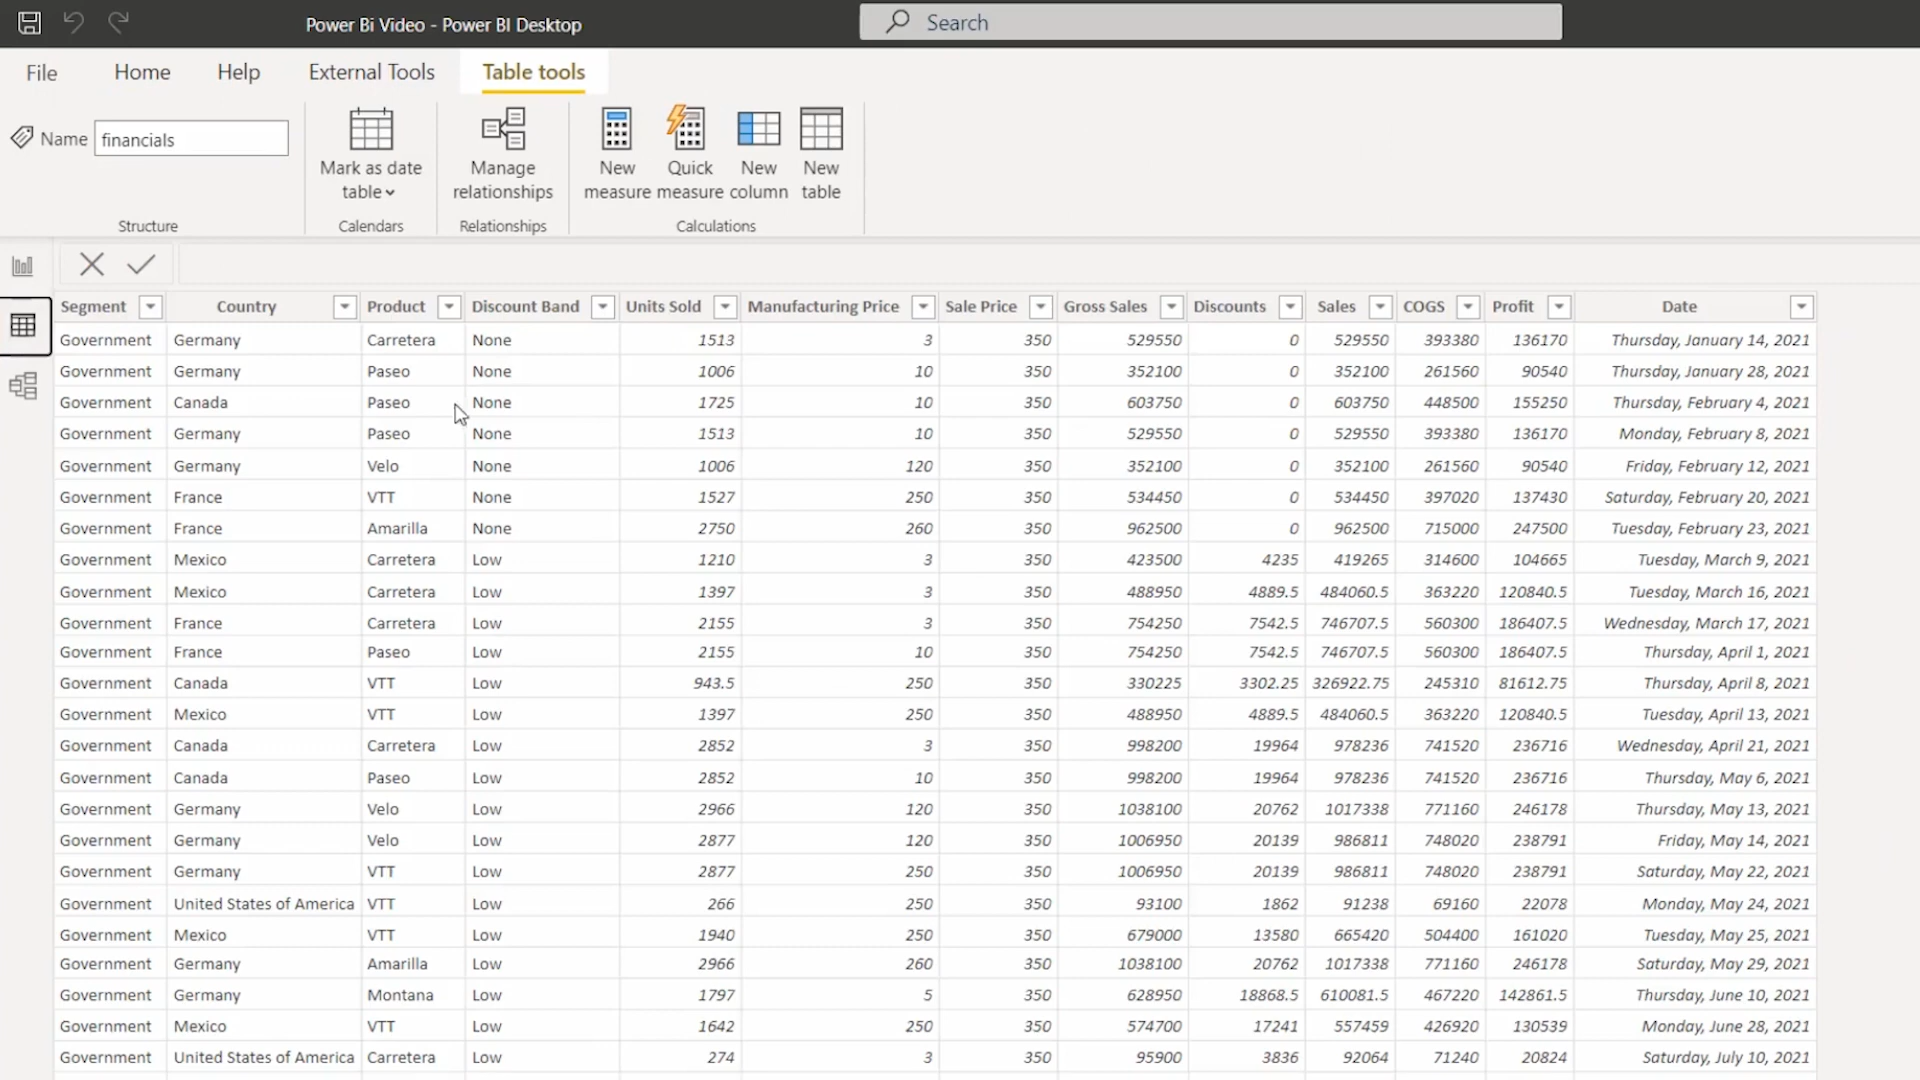 Power Bi Video - Power BI Desktop
Search
File Home Help External Tools Table tools
Name financials
Mark as date table
Manage relationships
New measure
Quick measure
New column
New table
Structure Calendars Relationships Calculations
Segment Country Product Discount Band Units Sold Manufacturing Price Sale Price Gross Sales Discounts Sales COGS Profit Date
Government Germany Carretera None 1513 3 350 529550 0 529550 393380 136170 Thursday, January 14, 2021
Government Germany Paseo None 1006 10 350 352100 0 352100 261560 90540 Thursday, January 28, 2021
Government Canada Paseo None 1725 10 350 603750 0 603750 448500 155250 Thursday, February 4, 2021
Government Germany Paseo None 1513 10 350 529550 0 529550 393380 136170 Monday, February 8, 2021
Government Germany Velo None 1006 120 350 352100 0 352100 261560 90540 Friday, February 12, 2021
Government France VTT None 1527 250 350 534450 0 534450 397020 137430 Saturday, February 20, 2021
Government France Amarilla None 2750 260 350 962500 0 962500 715000 247500 Tuesday, February 23, 2021
Government Mexico Carretera Low 1210 3 350 423500 4235 419265 314600 104665 Tuesday, March 9, 2021
Government Mexico Carretera Low 1397 3 350 488950 4889.5 484060.5 363220 120840.5 Tuesday, March 16, 2021
Government France Carretera Low 2155 3 350 754250 7542.5 746707.5 560300 186407.5 Wednesday, March 17, 2021
Government France Paseo Low 2155 10 350 754250 7542.5 746707.5 560300 186407.5 Thursday, April 1, 2021
Government Canada VTT Low 943.5 250 350 330225 3302.25 326922.75 245310 81612.75 Thursday, April 8, 2021
Government Mexico VTT Low 1397 250 350 488950 4889.5 484060.5 363220 120840.5 Tuesday, April 13, 2021
Government Canada Carretera Low 2852 3 350 998200 19964 978236 741520 236716 Wednesday, April 21, 2021
Government Canada Paseo Low 2852 10 350 998200 19964 978236 741520 236716 Thursday, May 6, 2021
Government Germany Velo Low 2966 120 350 1038100 20762 1017338 771160 246178 Thursday, May 13, 2021
Government Germany Velo Low 2877 120 350 1006950 20139 986811 748020 238791 Friday, May 14, 2021
Government Germany VTT Low 2877 250 350 1006950 20139 986811 748020 238791 Saturday, May 22, 2021
Government United States of America VTT Low 266 250 350 93100 1862 91238 69160 22078 Monday, May 24, 2021
Government Mexico VTT Low 1940 250 350 679000 13580 665420 504400 161020 Tuesday, May 25, 2021
Government Germany Amarilla Low 2966 260 350 1038100 20762 1017338 771160 246178 Saturday, May 29, 2021
Government Germany Montana Low 1797 5 350 628950 18868.5 610081.5 467220 142861.5 Thursday, June 10, 2021
Government Mexico VTT Low 1642 250 350 574700 17241 557459 426920 130539 Monday, June 28, 2021
Government United States of America Carretera Low 274 3 350 95900 3836 92064 71240 20824 Saturday, July 10, 2021